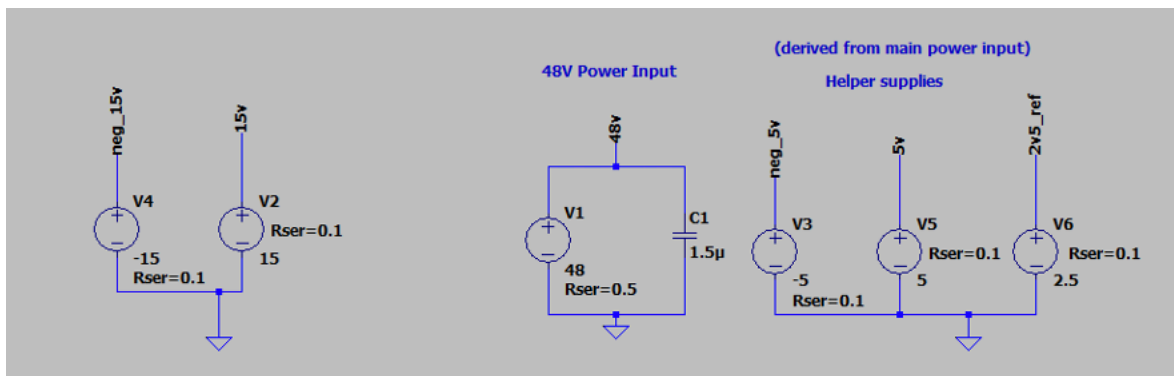 (derived from main power input)
48V Power Input
Helper supplies
neg_15v
15v
48v
neg_5v
5v
2v5_ref
V4
-15
Rser=0.1
V2
Rser=0.1
15
V1
48
Rser=0.5
C1
1.5µ
V3
-5
Rser=0.1
V5
Rser=0.1
5
V6
Rser=0.1
2.5